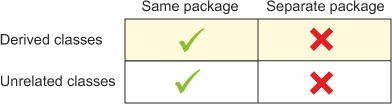 Same package Separate package
Derived classes
Unrelated classes